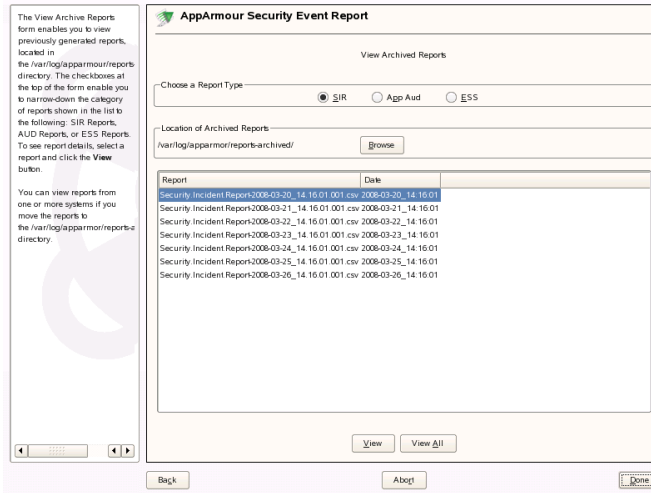 The View Archive Reports
form enables you to view
previously generated reports,
located in
the /var/log/apparmour/reports-
directory. The checkboxes at
the top of the form enable you
to narrow-down the category
of reports shown in the list to
the following: SIR Reports,
AUD Reports, or ESS Reports.
To see report details, select a
report and click the View
button.
You can view reports from
one or more systems if you
move the reports to
the /var/log/apparmor/reports-a
directory.
AppArmour Security Event Report
View Archived Reports
Choose a Report Type
SIR App Aud ESS
Location of Archived Reports
/var/log/apparmor/reports-archived/ Browse
Report Date
Security.Incident.Report-2008-03-20_14.16.01.001.csv 2008-03-20_14:16:01
Security.Incident.Report-2008-03-21_14.16.01.001.csv 2008-03-21_14:16:01
Security.Incident.Report-2008-03-22_14.16.01.001.csv 2008-03-22_14:16:01
Security.Incident.Report-2008-03-23_14.16.01.001.csv 2008-03-23_14:16:01
Security.Incident.Report-2008-03-24_14.16.01.001.csv 2008-03-24_14:16:01
Security.Incident.Report-2008-03-25_14.16.01.001.csv 2008-03-25_14:16:01
Security.Incident.Report-2008-03-26_14.16.01.001.csv 2008-03-26_14:16:01
View View All
Back Abort Done